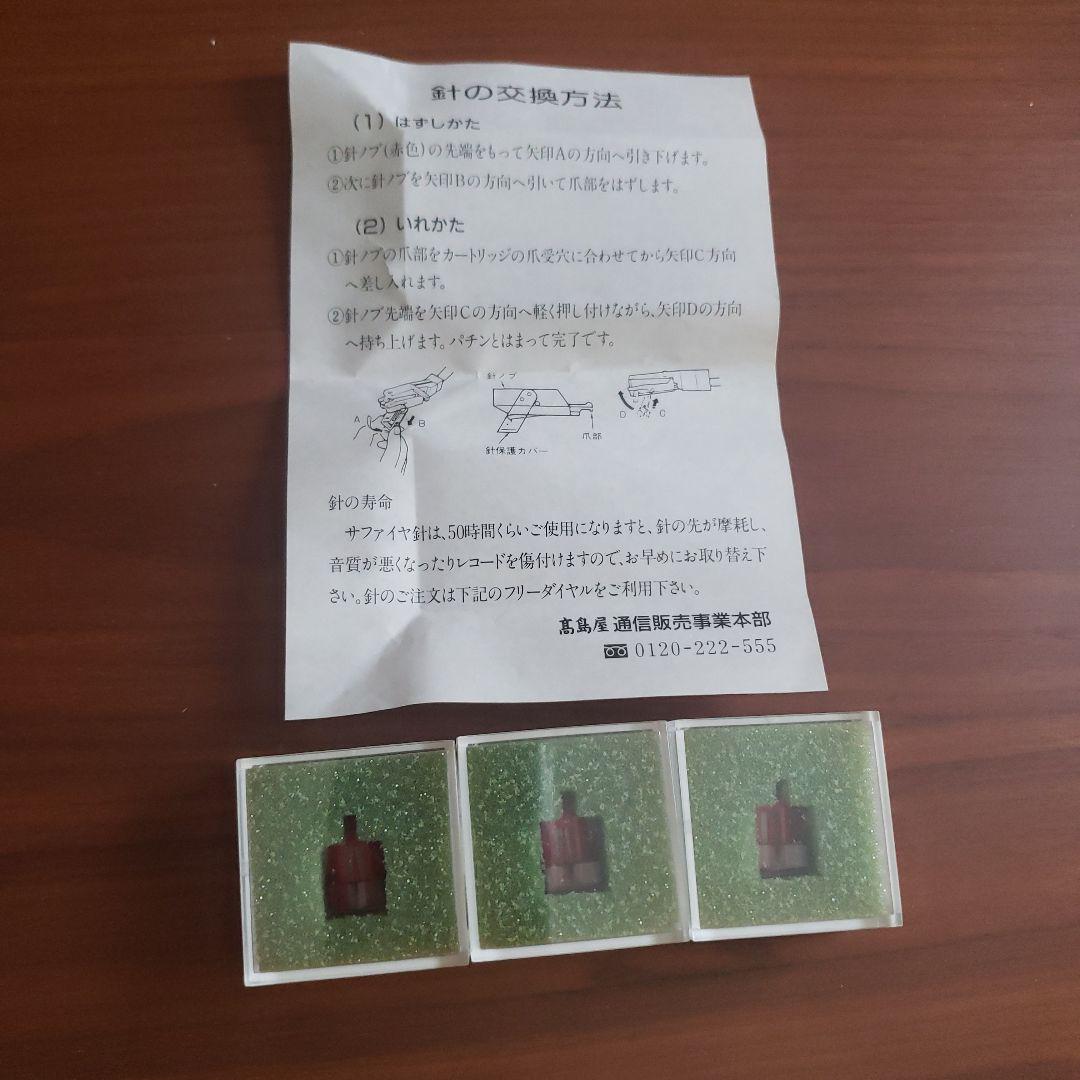 針の交換方法
(1) はずしかた
①針ノブ(赤色)の先端をもって矢印Aの方向へ引き下げます。
②次に針ノブを矢印Bの方向へ引いて爪部をはずします。
(2) いれかた
①針ノブの爪部をカートリッジの爪受穴に合わせてから矢印C方向
へ差し入れます。
②針ノブ先端を矢印Cの方向へ軽く押し付けながら、矢印Dの方向
へ持ち上げます。パチンとはまって完了です。
針ノブ
A
B
D
C
爪部
針保護カバー
針の寿命
サファイヤ針は、50時間くらいご使用になりますと、針の先が摩耗し、
音質が悪くなったりレコードを傷付けますので、お早めにお取り替え下
さい。針のご注文は下記のフリーダイヤルをご利用下さい。
髙島屋 通信販売事業本部
0120-222-555